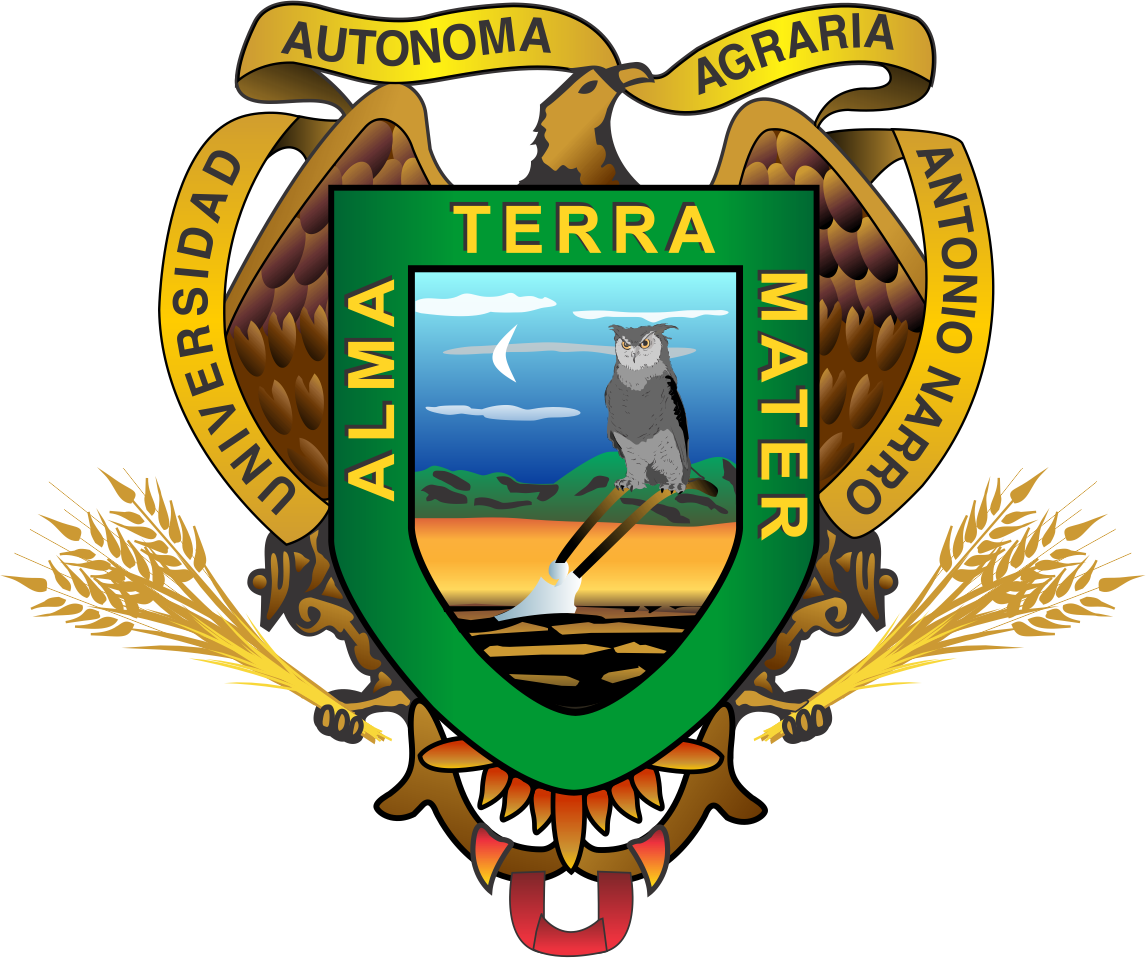 UNIVERSIDAD
AUTONOMA
AGRARIA
ANTONIO NARRO
ALMA
TERRA
MATER